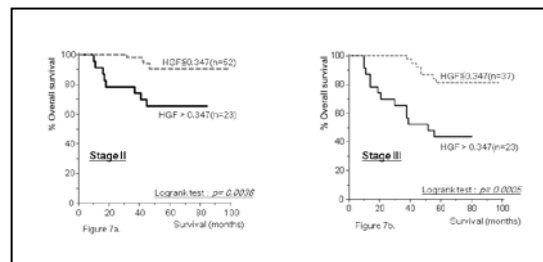 % Overall survival
100
80
60
40
20
0
HGF≦0.347(n=52)
HGF > 0.347(n=23)
Stage II
Logrank test : p= 0.0036
0 20 40 60 80 100
Survival (months)
Figure 7a.
% Overall survival
100
80
60
40
20
0
HGF≦0.347(n=37)
HGF > 0.347(n=23)
Stage III
Logrank test : p= 0.0005
0 20 40 60 80 100
Survival (months)
Figure 7b.